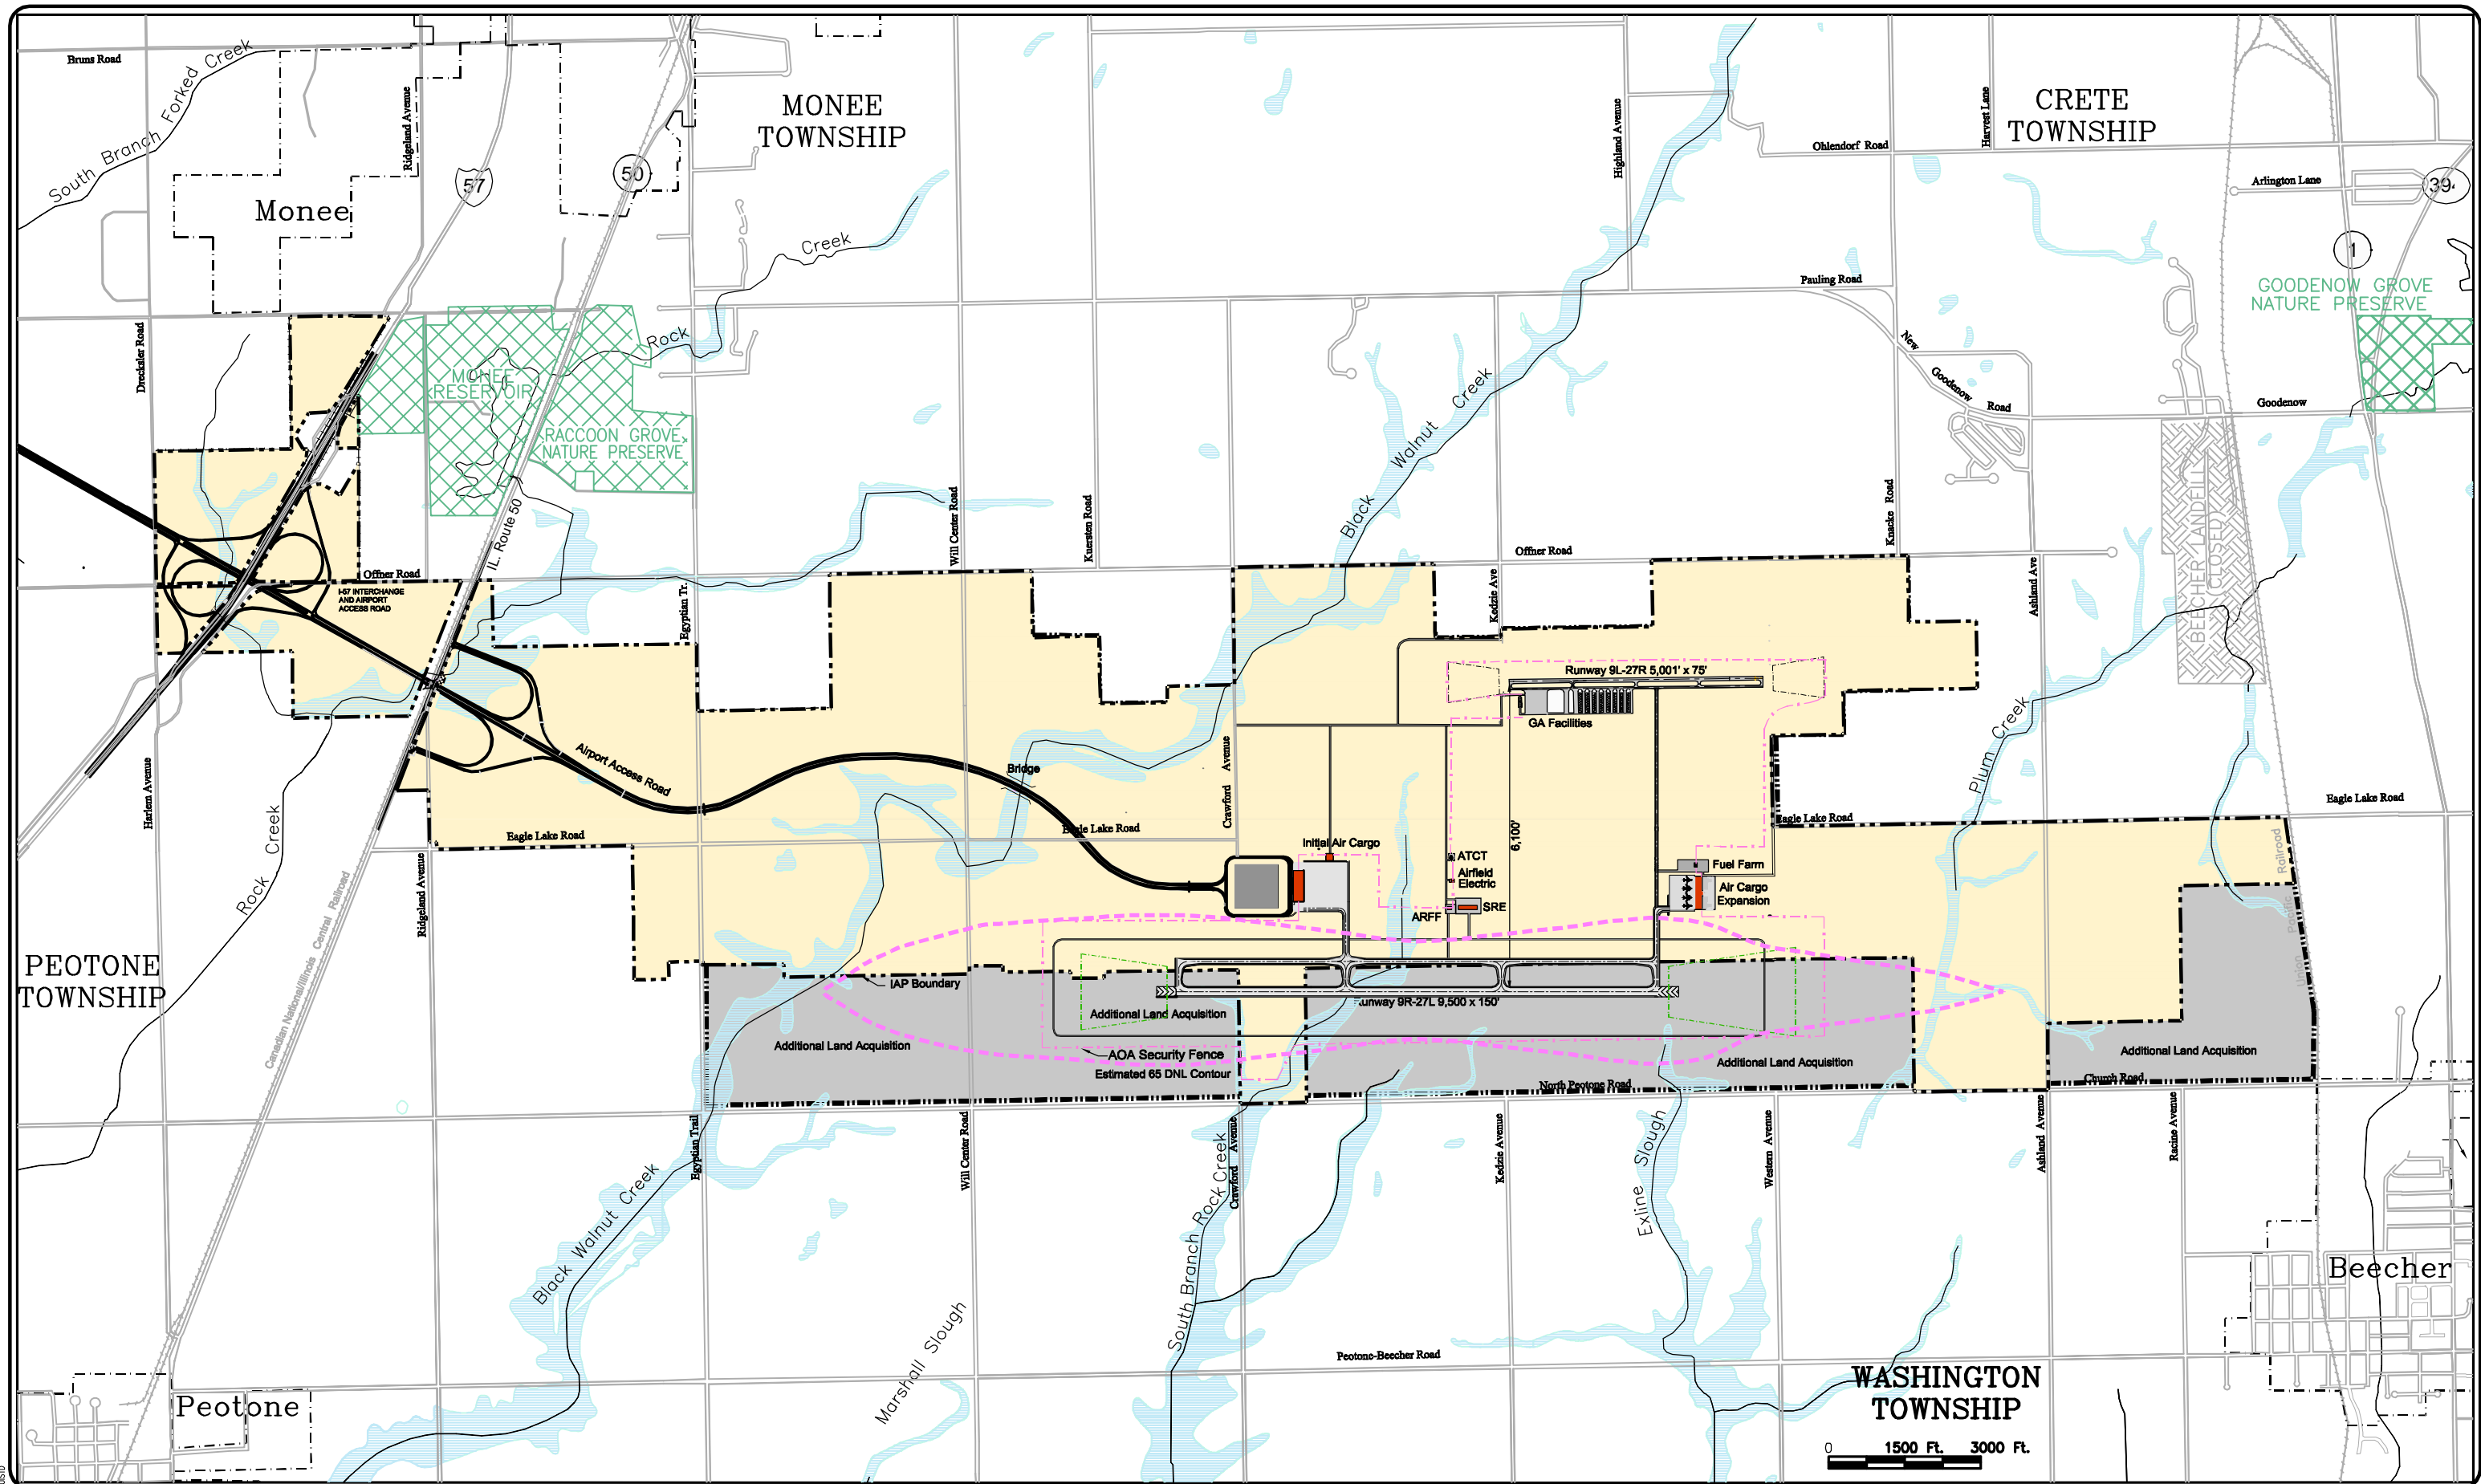 Bruns Road
South Branch Forked Creek
Ridgeland Avenue
57
50
MONEE
TOWNSHIP
Highland Avenue
Harvest Lane
CRETE
TOWNSHIP
Ohlendorf Road
Arlington Lane
394
1
Monee
Creek
Rock
Pauling Road
GOODENOW GROVE
NATURE PRESERVE
Drecksler Road
MONEE
RESERVOIR
RACCOON GROVE
NATURE PRESERVE
New
Goodenow
Road
Goodenow
Black Walnut Creek
IL. Route 50
Will Center Road
Kuersten Road
Knacke Road
BEECHER LANDFILL
(CLOSED)
Offner Road
Offner Road
I-57 INTERCHANGE
AND AIRPORT
ACCESS ROAD
Egyptian Tr.
Kedzie Ave
Ashland Ave
Runway 9L-27R 5,001' x 75'
GA Facilities
Plum Creek
Airport Access Road
Bridge
Crawford Avenue
Harlem Avenue
Rock Creek
Eagle Lake Road
Eagle Lake Road
Eagle Lake Road
Eagle Lake Road
6,100'
Initial Air Cargo
ATCT
Airfield
Electric
ARFF
SRE
Fuel Farm
Air Cargo
Expansion
Ridgeland Avenue
Canadian National/Illinois Central Railroad
Union Pacific Railroad
PEOTONE
TOWNSHIP
IAP Boundary
Runway 9R-27L 9,500 x 150'
Additional Land Acquisition
Additional Land Acquisition
AOA Security Fence
Estimated 65 DNL Contour
Additional Land Acquisition
Additional Land Acquisition
North Peotone Road
Church Road
Egyptian Trail
Will Center Road
Crawford Avenue
Kedzie Avenue
Western Avenue
Ashland Avenue
Racine Avenue
Black Walnut Creek
South Branch Rock Creek
Exline Slough
Marshall Slough
Beecher
Peotone-Beecher Road
WASHINGTON
TOWNSHIP
Peotone
0 1500 Ft. 3000 Ft.